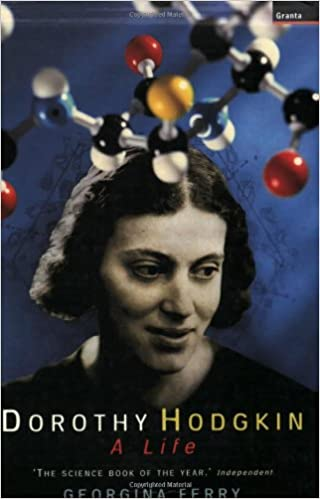 Granta
DOROTHY HODGKIN
A Life
'THE SCIENCE BOOK OF THE YEAR.' Independent
GEORGINA FERRY